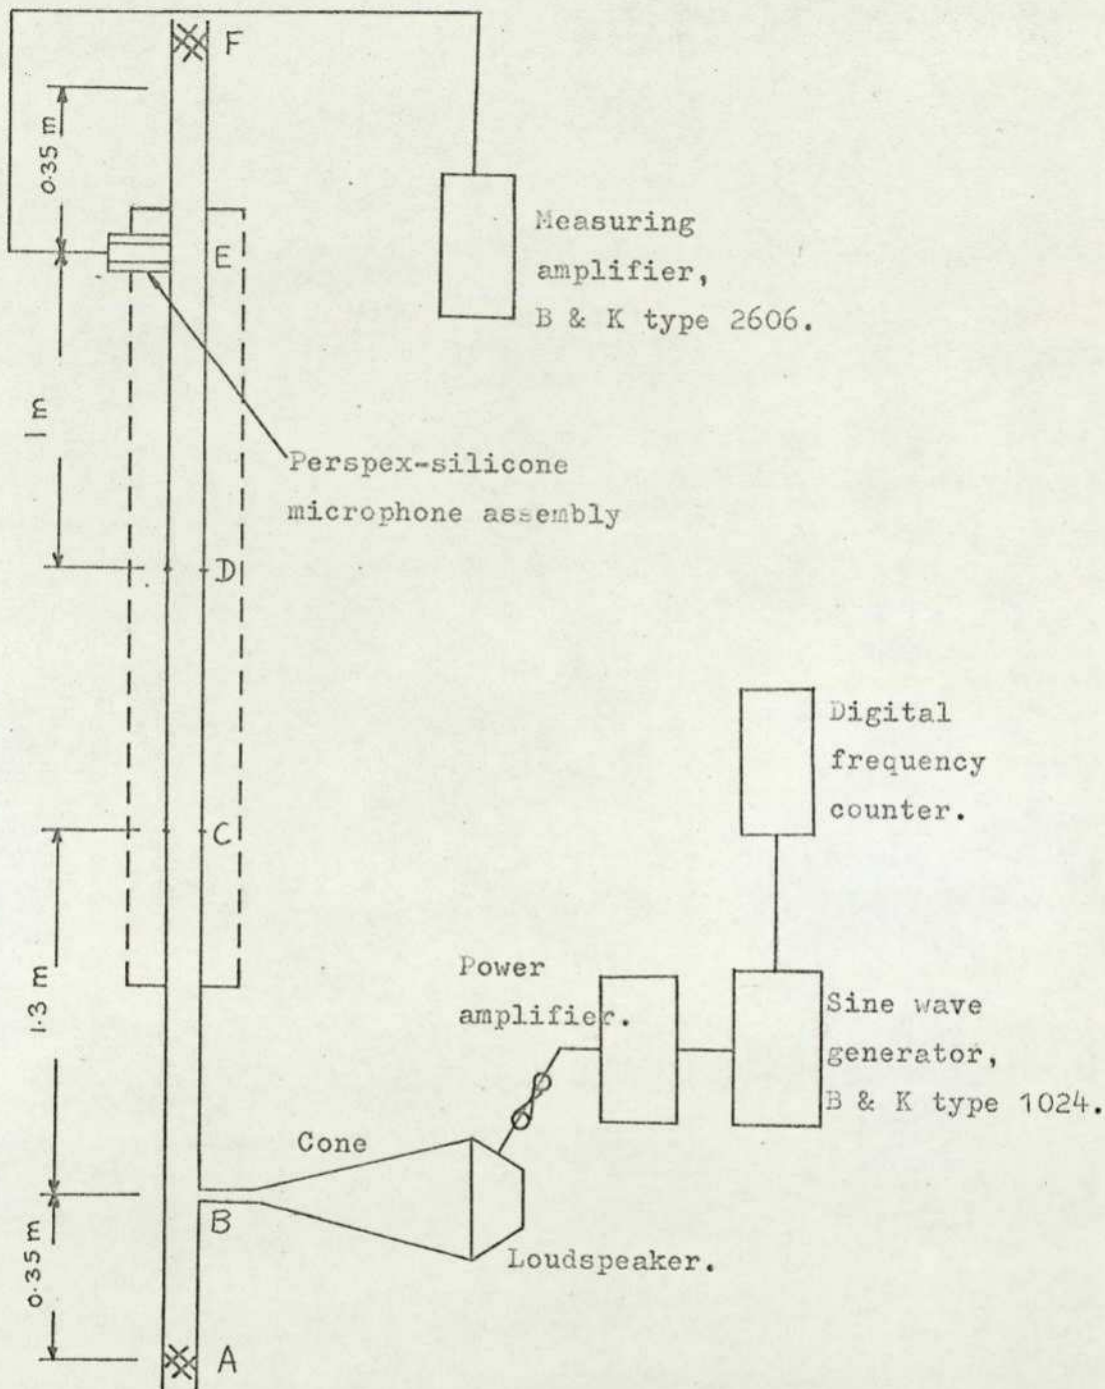 F
0.35 m
E
Measuring
amplifier,
B & K type 2606.
1 m
Perspex-silicone
microphone assembly
D
Digital
frequency
counter.
C
1.3 m
Power
amplifier.
Sine wave
generator,
B & K type 1024.
Cone
B
Loudspeaker.
0.35 m
A